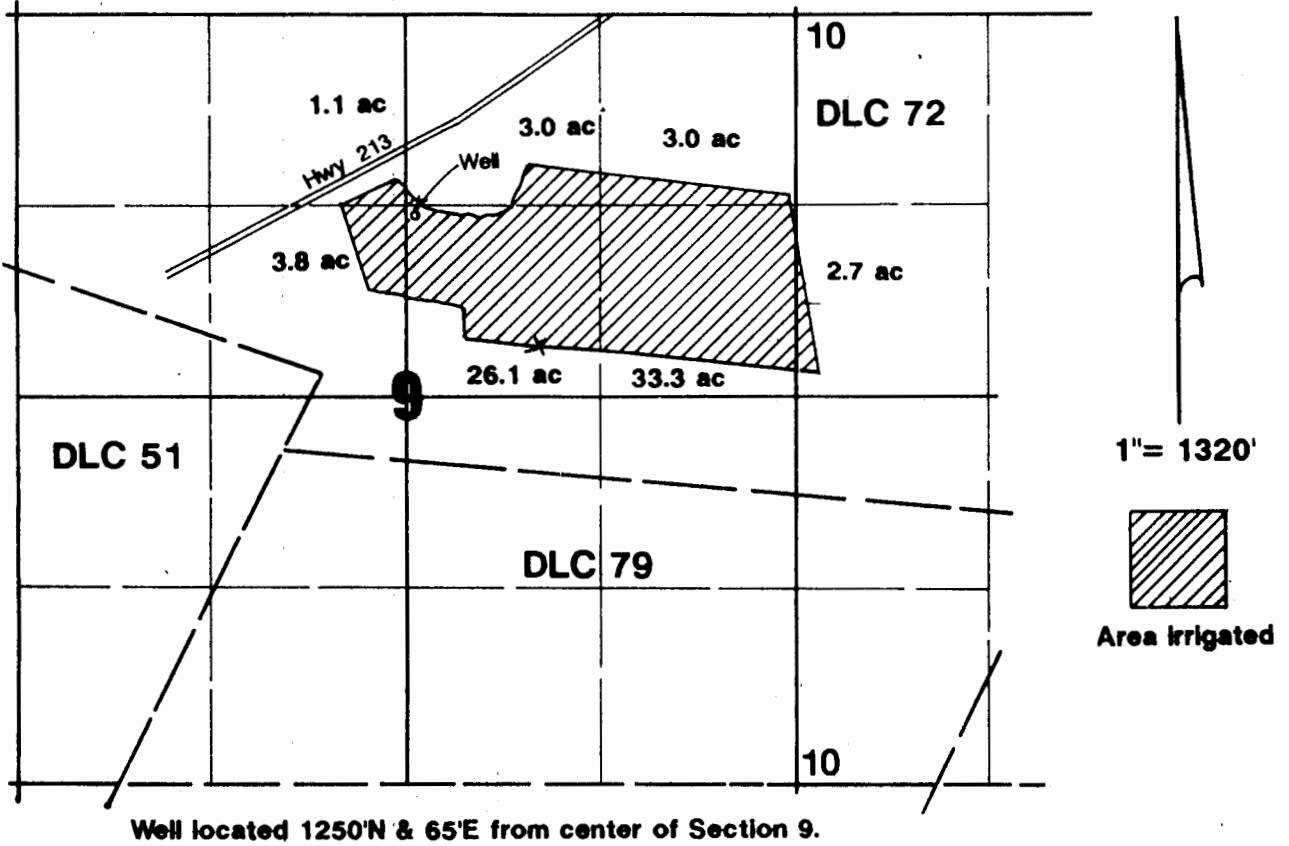 10
DLC 72
1.1 ac
3.0 ac
3.0 ac
Hwy 213
Well
3.8 ac
2.7 ac
26.1 ac
33.3 ac
9
1"= 1320'
DLC 51
DLC 79
Area Irrigated
10
Well located 1250'N & 65'E from center of Section 9.